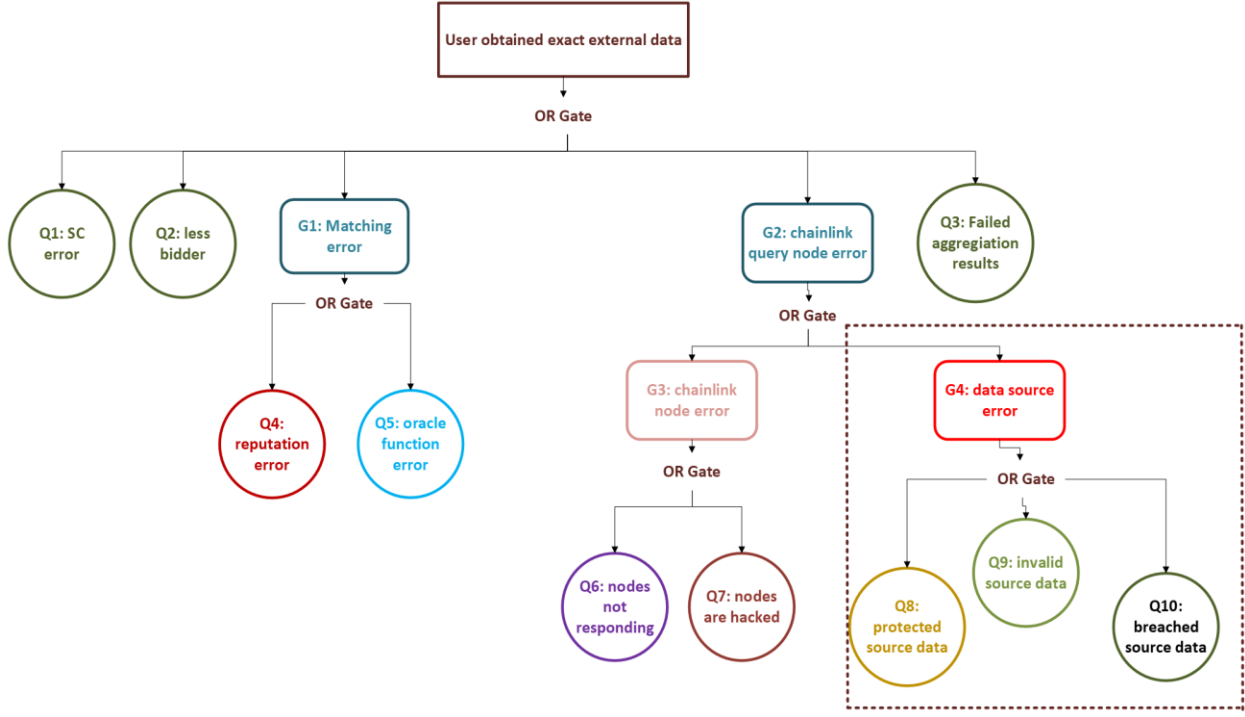 User obtained exact external data
OR Gate
Q1: SC
error
Q2: less
bidder
G1: Matching
error
G2: chainlink
query node error
Q3: Failed
aggregiation
results
OR Gate
OR Gate
Q4:
reputation
error
Q5: oracle
function
error
G3: chainlink
node error
G4: data source
error
OR Gate
OR Gate
Q6: nodes
not
responding
Q7: nodes
are hacked
Q8:
protected
source data
Q9: invalid
source data
Q10:
breached
source data